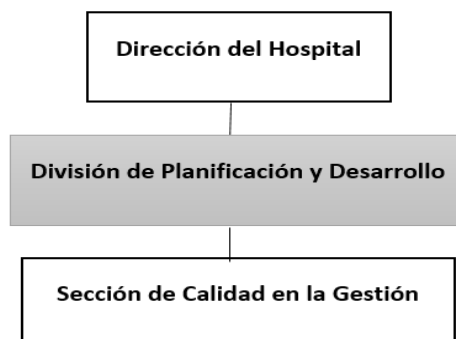 Dirección del Hospital
División de Planificación y Desarrollo
Sección de Calidad en la Gestión